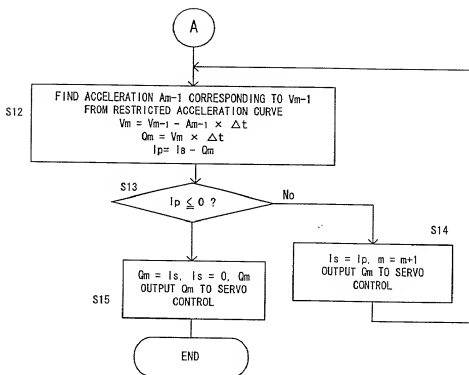 A
S12
FIND ACCELERATION Am-1 CORRESPONDING TO Vm-1
FROM RESTRICTED ACCELERATION CURVE
Vm = Vm-1 - Am-1 × Δt
Qm = Vm × Δt
Ip= Is - Qm
S13
Ip ≦ 0 ?
No
S14
Is = Ip, m = m+1
OUTPUT Qm TO SERVO
CONTROL
S15
Qm = Is, Is = 0, Qm
OUTPUT Qm TO SERVO
CONTROL
END